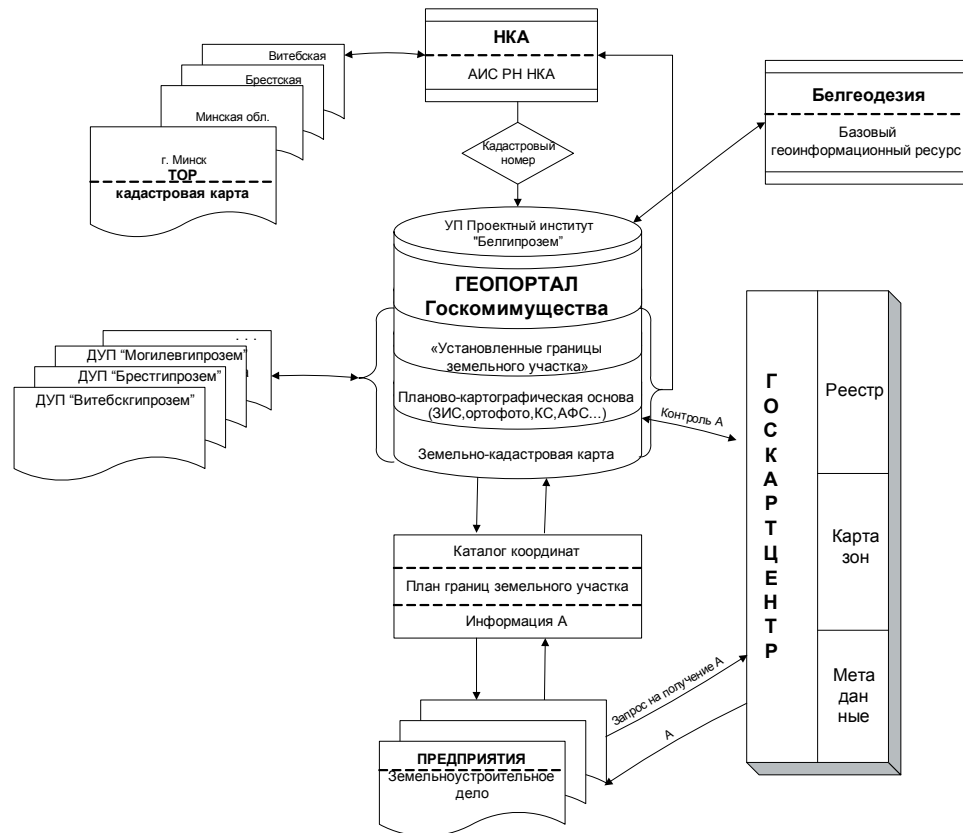 НКА
АИС РН НКА
Витебская
Брестская
Минская обл.
г. Минск
ТОР
кадастровая карта
Кадастровый
номер
Белгеодезия
Базовый
геоинформационный ресурс
УП Проектный институт
"Белгипрозем”
ГЕОПОРТАЛ
Госкомимущества
«Установленные границы
земельного участка»
Планово-картографическая основа
(ЗИС,ортофото,КС,АФС...)
Земельно-кадастровая карта
. . .
ДУП “Могилевгипрозем”
ДУП “Брестгипрозем”
ДУП “Витебскгипрозем”
Контроль А
ГОСКАРТЦЕНТР
Реестр
Карта
зон
Мета
дан
ные
Каталог координат
План границ земельного участка
Информация А
Запрос на получение А
А
ПРЕДПРИЯТИЯ
Земельноустроительное
дело